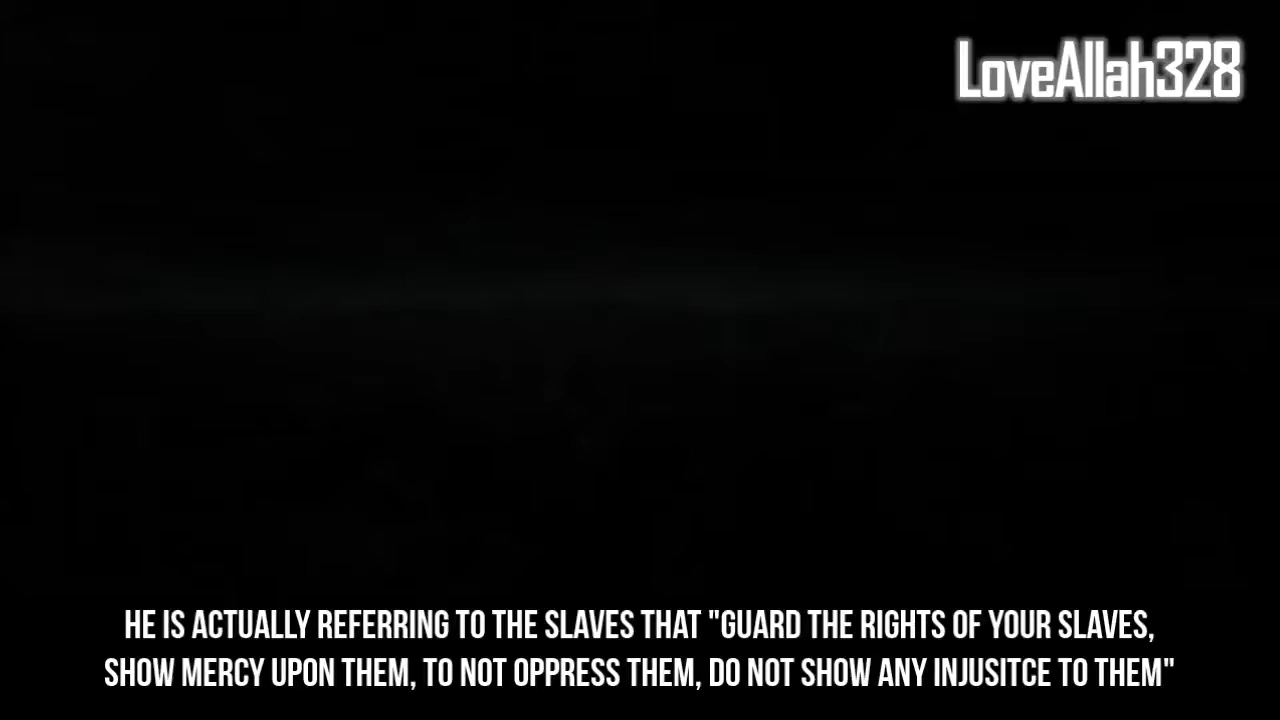 LoveAllah328
HE IS ACTUALLY REFERRING TO THE SLAVES THAT "GUARD THE RIGHTS OF YOUR SLAVES,
SHOW MERCY UPON THEM, TO NOT OPPRESS THEM, DO NOT SHOW ANY INJUSITCE TO THEM"